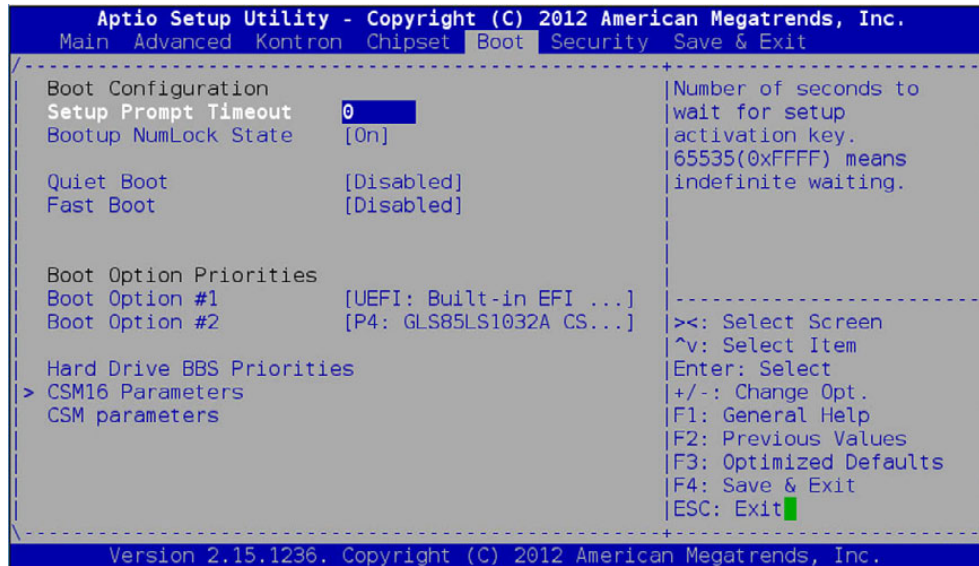 Aptio Setup Utility - Copyright (C) 2012 American Megatrends, Inc.
Main Advanced Kontron Chipset Boot Security Save & Exit
Boot Configuration
Setup Prompt Timeout 0
Bootup NumLock State [On]
Quiet Boot [Disabled]
Fast Boot [Disabled]
Boot Option Priorities
Boot Option #1 [UEFI: Built-in EFI ...]
Boot Option #2 [P4: GLS85LS1032A CS...]
Hard Drive BBS Priorities
> CSM16 Parameters
CSM parameters
Number of seconds to
wait for setup
activation key.
65535(0xFFFF) means
indefinite waiting.
><: Select Screen
^v: Select Item
Enter: Select
+/-: Change Opt.
F1: General Help
F2: Previous Values
F3: Optimized Defaults
F4: Save & Exit
ESC: Exit
Version 2.15.1236. Copyright (C) 2012 American Megatrends, Inc.